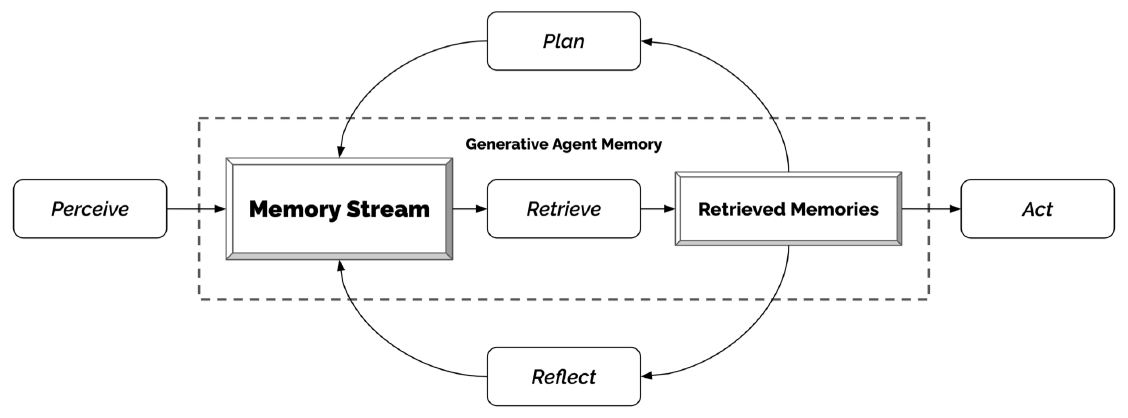 Plan
Generative Agent Memory
Perceive
Memory Stream
Retrieve
Retrieved Memories
Act
Reflect